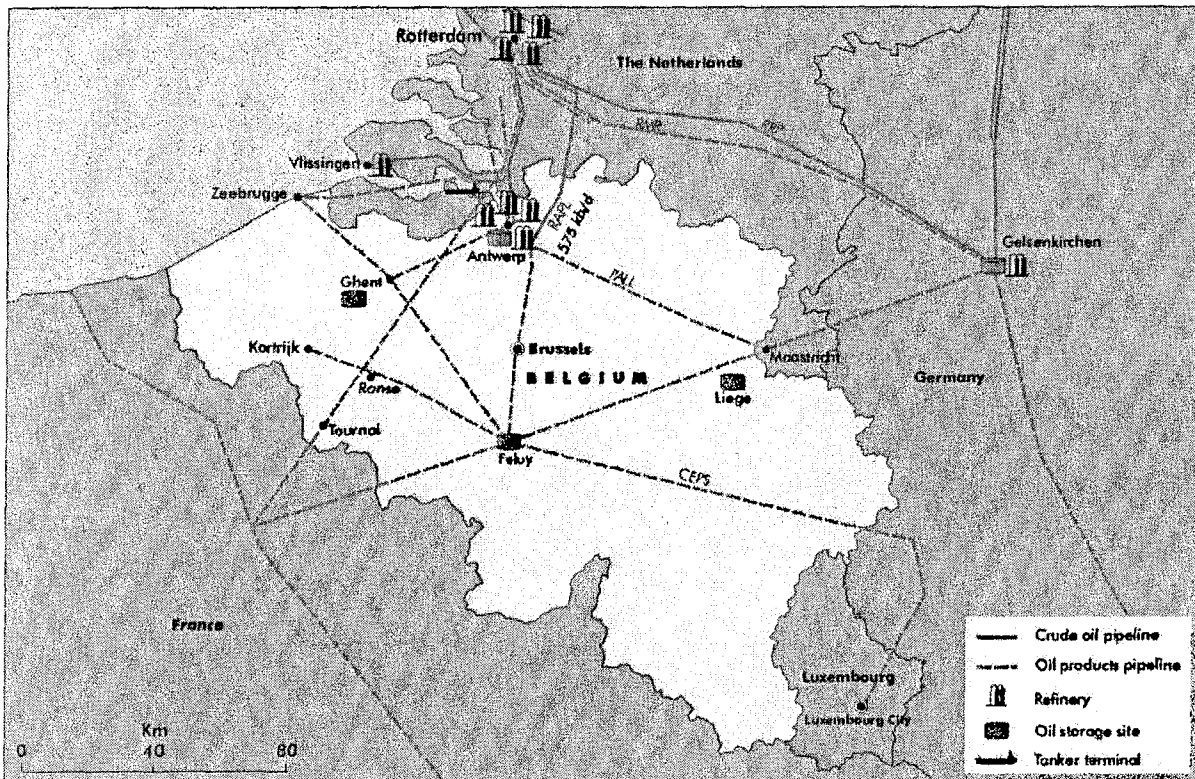 Rotterdam
The Netherlands
RRP
Vlissingen
Zeebrugge
RAPL
575 kb/d
Gelsenkirchen
Antwerp
PALL
Ghent
Kortrijk
Brussels
Maastricht
BELGIUM
Ronse
Germany
Liege
Tournai
Feluy
CEPS
France
Crude oil pipeline
Oil products pipeline
Luxembourg
Refinery
Luxembourg City
Km
Oil storage site
0 40 80
Tanker terminal